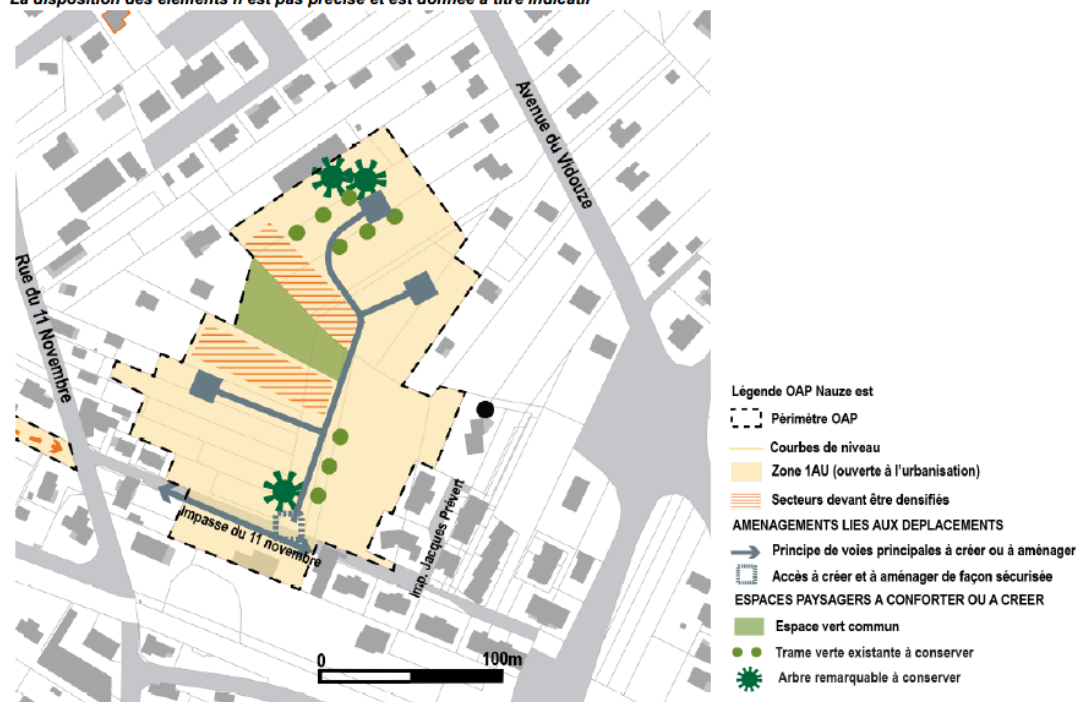 La disposition des éléments n'est pas précise et est donnée à titre indicatif
Avenue du Vidouze
Rue du 11 Novembre
Impasse du 11 novembre
Imp. Jacques Prévert
0 100m
Légende OAP Nauze est
Périmètre OAP
Courbes de niveau
Zone 1AU (ouverte à l'urbanisation)
Secteurs devant être densifiés
AMENAGEMENTS LIES AUX DEPLACEMENTS
Principe de voies principales à créer ou à aménager
Accès à créer et à aménager de façon sécurisée
ESPACES PAYSAGERS A CONFORTER OU A CREER
Espace vert commun
Trame verte existante à conserver
Arbre remarquable à conserver